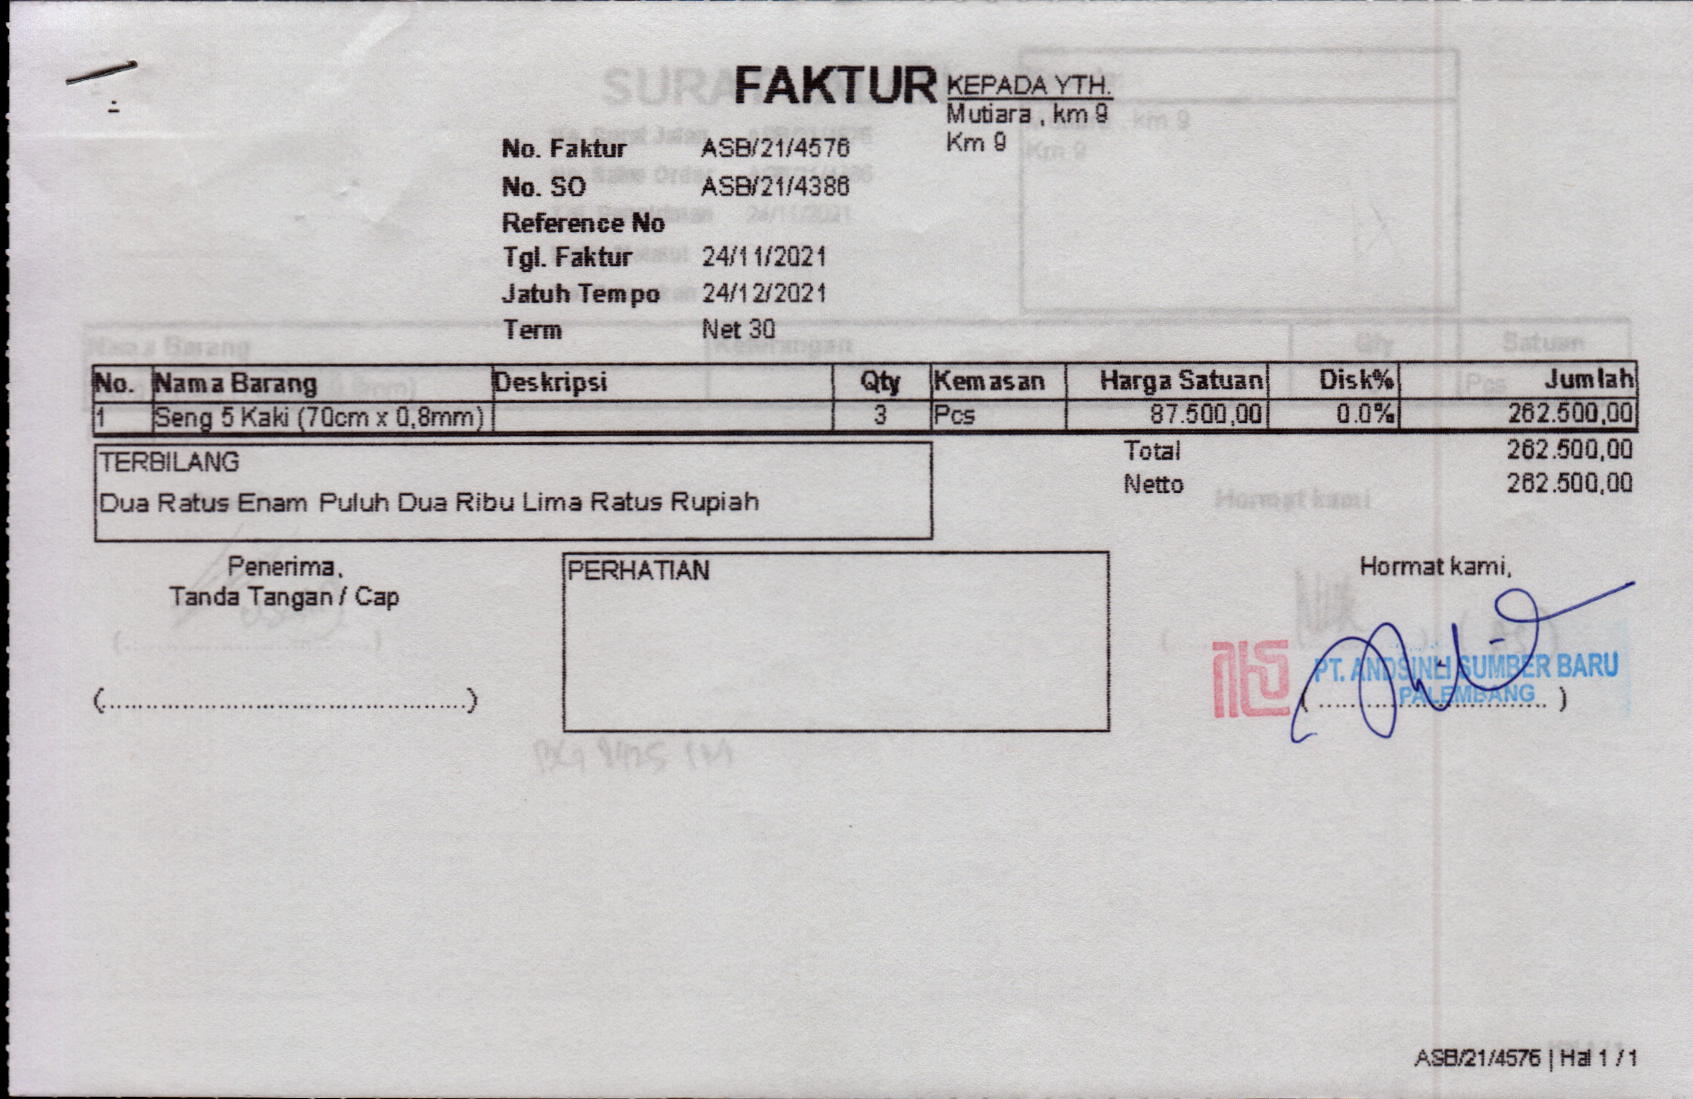 FAKTUR
KEPADA YTH.
Mutiara , km 9
Km 9
No. Faktur ASB/21/4576
No. SO ASB/21/4386
Reference No
Tgl. Faktur 24/11/2021
Jatuh Tempo 24/12/2021
Term Net 30
No. Nama Barang Deskripsi Qty Kemasan Harga Satuan Disk% Jumlah
1 Seng 5 Kaki (70cm x 0,8mm) 3 Pcs 87.500,00 0.0% 262.500,00
Total 262.500,00
Netto 262.500,00
TERBILANG
Dua Ratus Enam Puluh Dua Ribu Lima Ratus Rupiah
Penerima,
Tanda Tangan / Cap
(.............................................)
PERHATIAN
Hormat kami,
PT. ANDSINLI SUMBER BARU
PALEMBANG
(.................................)
ASB/21/4576 | Hal 1 / 1